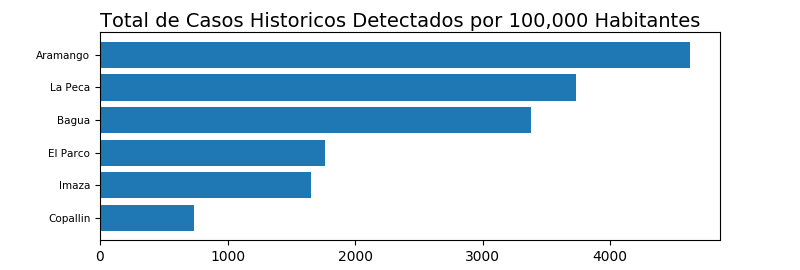 Total de Casos Historicos Detectados por 100,000 Habitantes
Aramango
La Peca
Bagua
El Parco
Imaza
Copallin
0 1000 2000 3000 4000